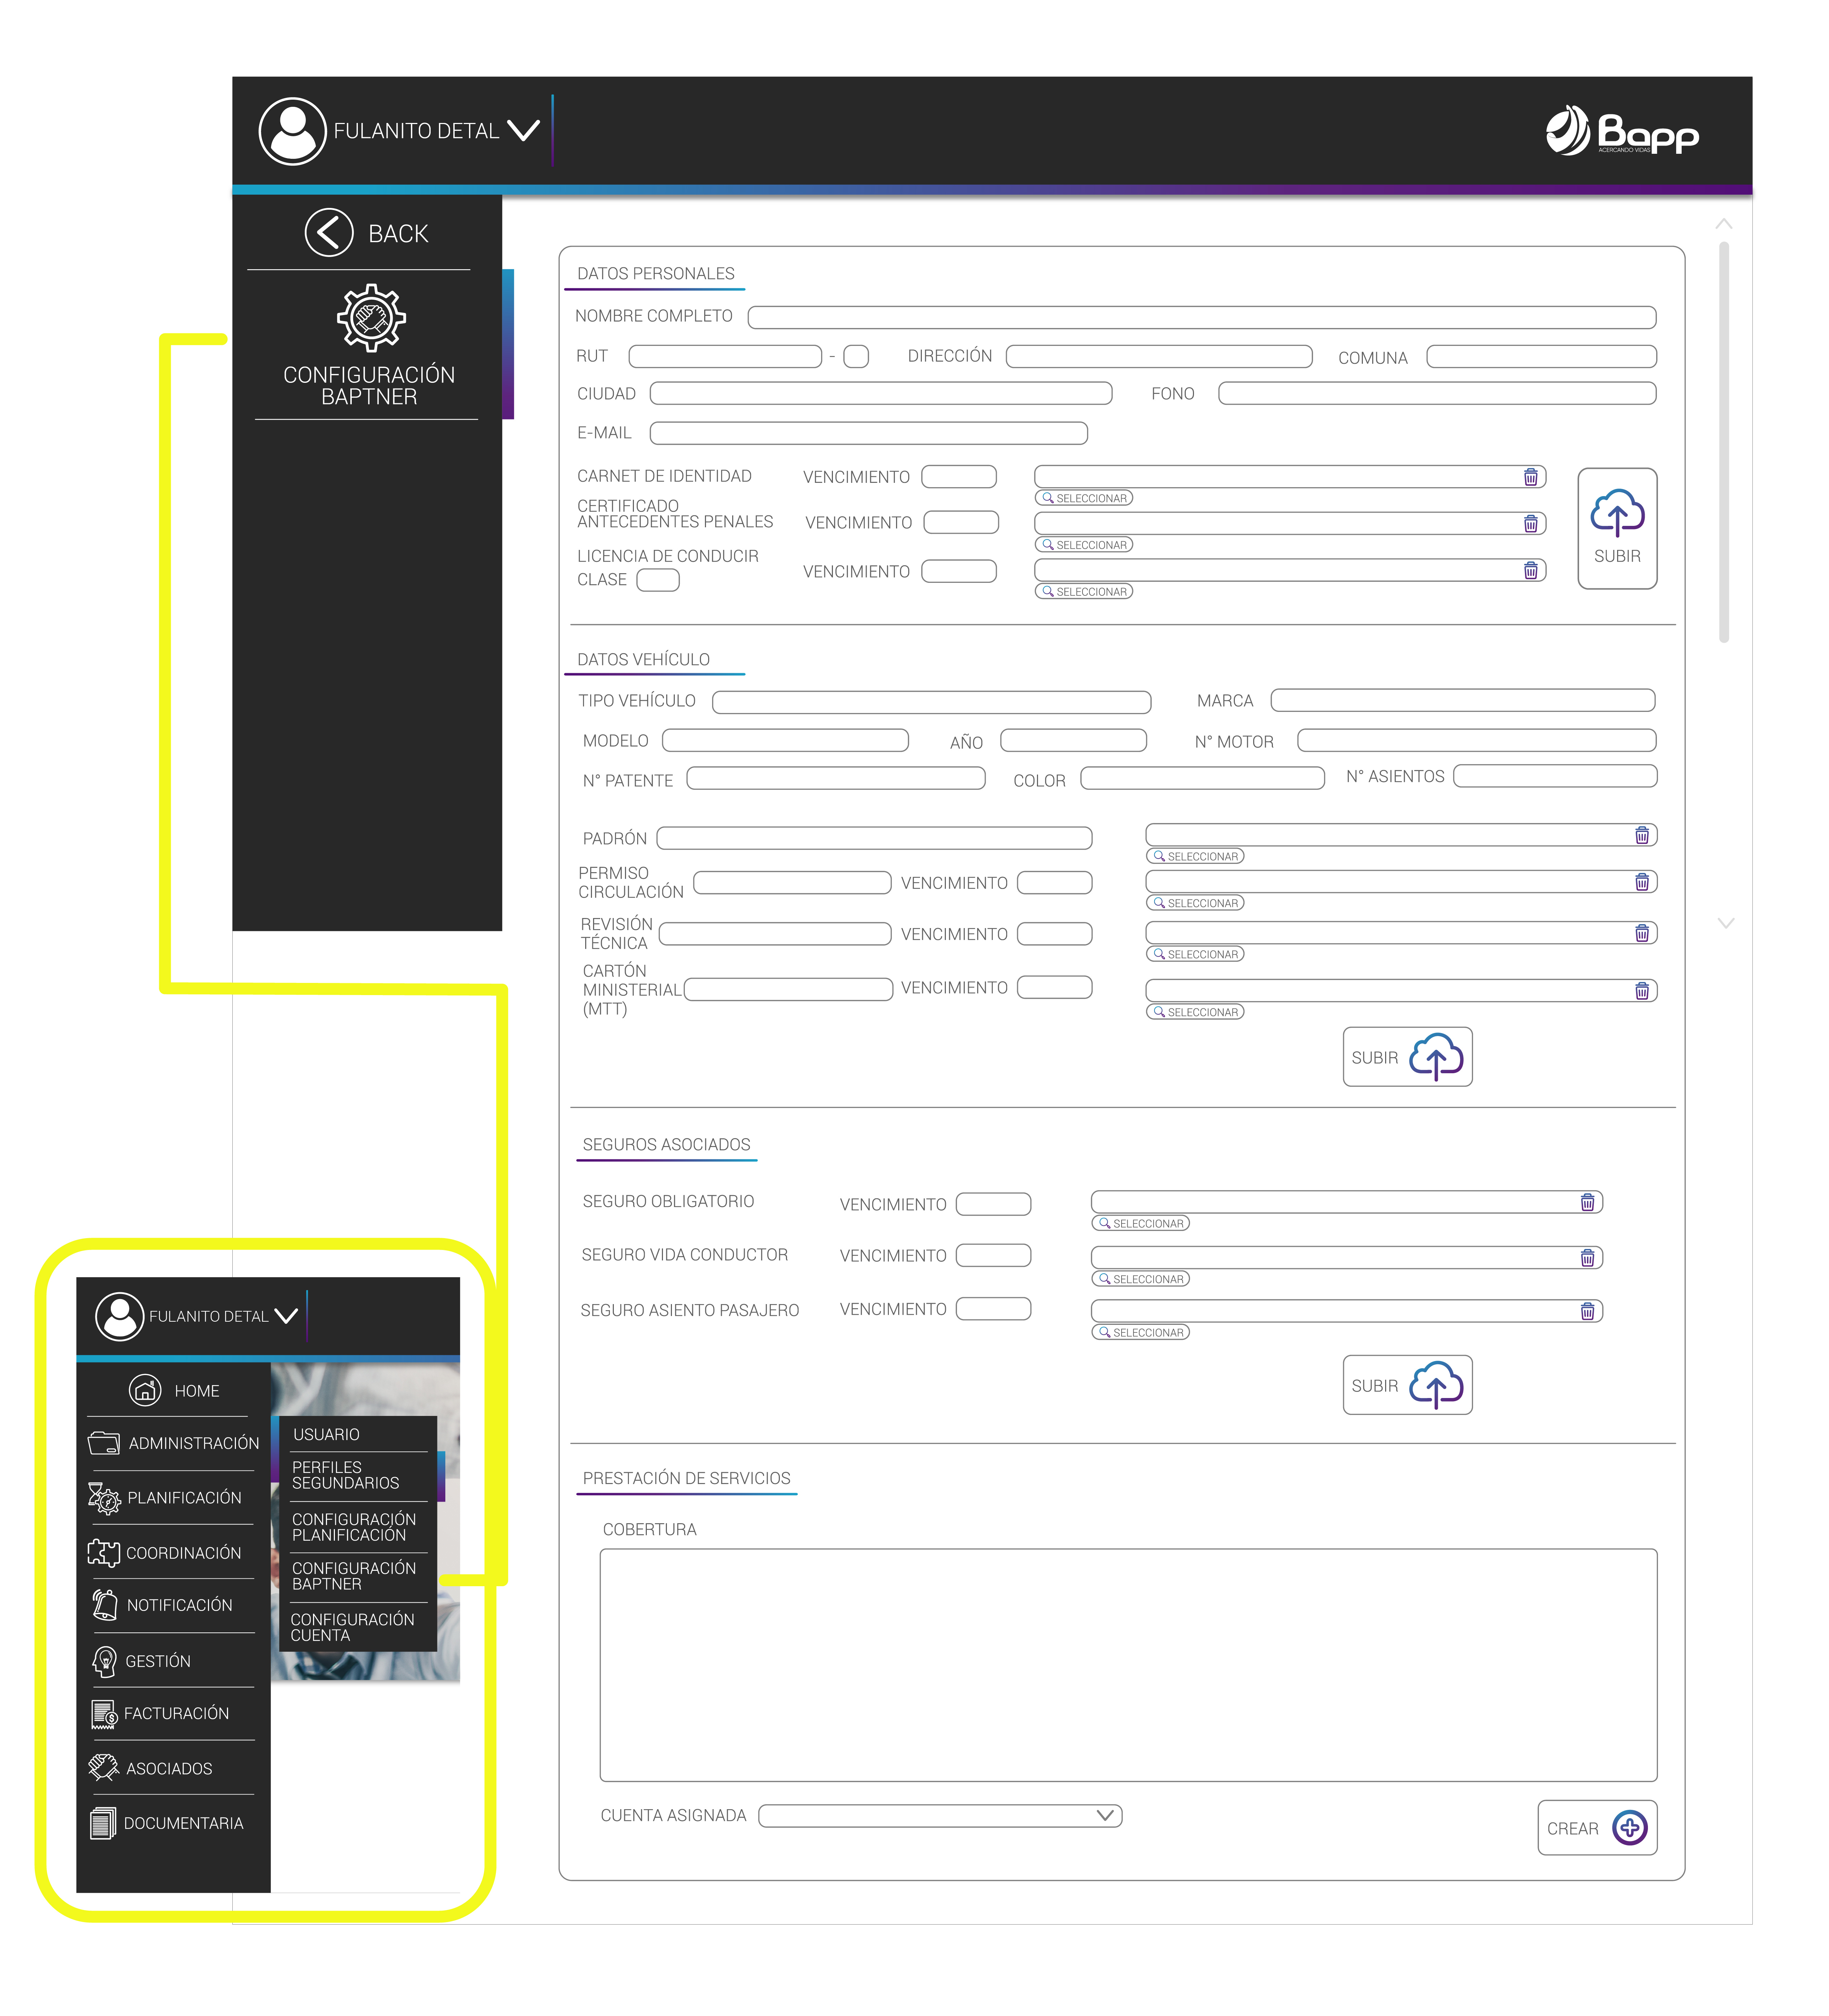 FULANITO DETAL
Bapp
ACERCANDO VIDAS
BACK
CONFIGURACIÓN
BAPTNER
DATOS PERSONALES
NOMBRE COMPLETO
RUT - DIRECCIÓN COMUNA
CIUDAD FONO
E-MAIL
CARNET DE IDENTIDAD VENCIMIENTO
SELECCIONAR
CERTIFICADO
ANTECEDENTES PENALES VENCIMIENTO
SELECCIONAR
LICENCIA DE CONDUCIR
CLASE VENCIMIENTO
SELECCIONAR
SUBIR
DATOS VEHÍCULO
TIPO VEHÍCULO MARCA
MODELO AÑO N° MOTOR
N° PATENTE COLOR N° ASIENTOS
PADRÓN
SELECCIONAR
PERMISO
CIRCULACIÓN VENCIMIENTO
SELECCIONAR
REVISIÓN
TÉCNICA VENCIMIENTO
SELECCIONAR
CARTÓN
MINISTERIAL VENCIMIENTO
(MTT)
SELECCIONAR
SUBIR
SEGUROS ASOCIADOS
SEGURO OBLIGATORIO VENCIMIENTO
SELECCIONAR
SEGURO VIDA CONDUCTOR VENCIMIENTO
SELECCIONAR
SEGURO ASIENTO PASAJERO VENCIMIENTO
SELECCIONAR
SUBIR
PRESTACIÓN DE SERVICIOS
COBERTURA
CUENTA ASIGNADA
CREAR
FULANITO DETAL
HOME
ADMINISTRACIÓN
PLANIFICACIÓN
COORDINACIÓN
NOTIFICACIÓN
GESTIÓN
FACTURACIÓN
ASOCIADOS
DOCUMENTARIA
USUARIO
PERFILES
SEGUNDARIOS
CONFIGURACIÓN
PLANIFICACIÓN
CONFIGURACIÓN
BAPTNER
CONFIGURACIÓN
CUENTA